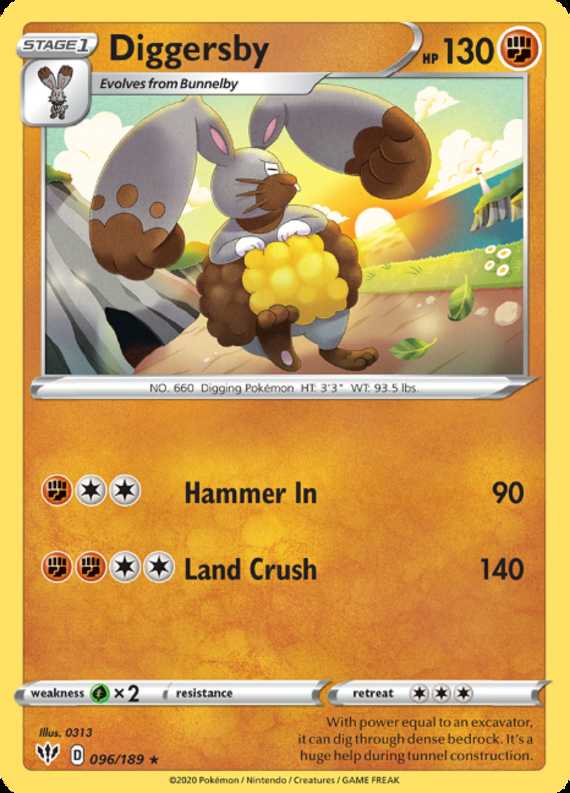 STAGE 1
Diggersby
HP 130
Evolves from Bunnelby
NO. 660 Digging Pokémon HT: 3'3" WT: 93.5 lbs.
Hammer In 90
Land Crush 140
weakness ×2 resistance retreat
Illus. 0313
With power equal to an excavator,
it can dig through dense bedrock. It's a
huge help during tunnel construction.
D 096/189 ★
©2020 Pokémon / Nintendo / Creatures / GAME FREAK